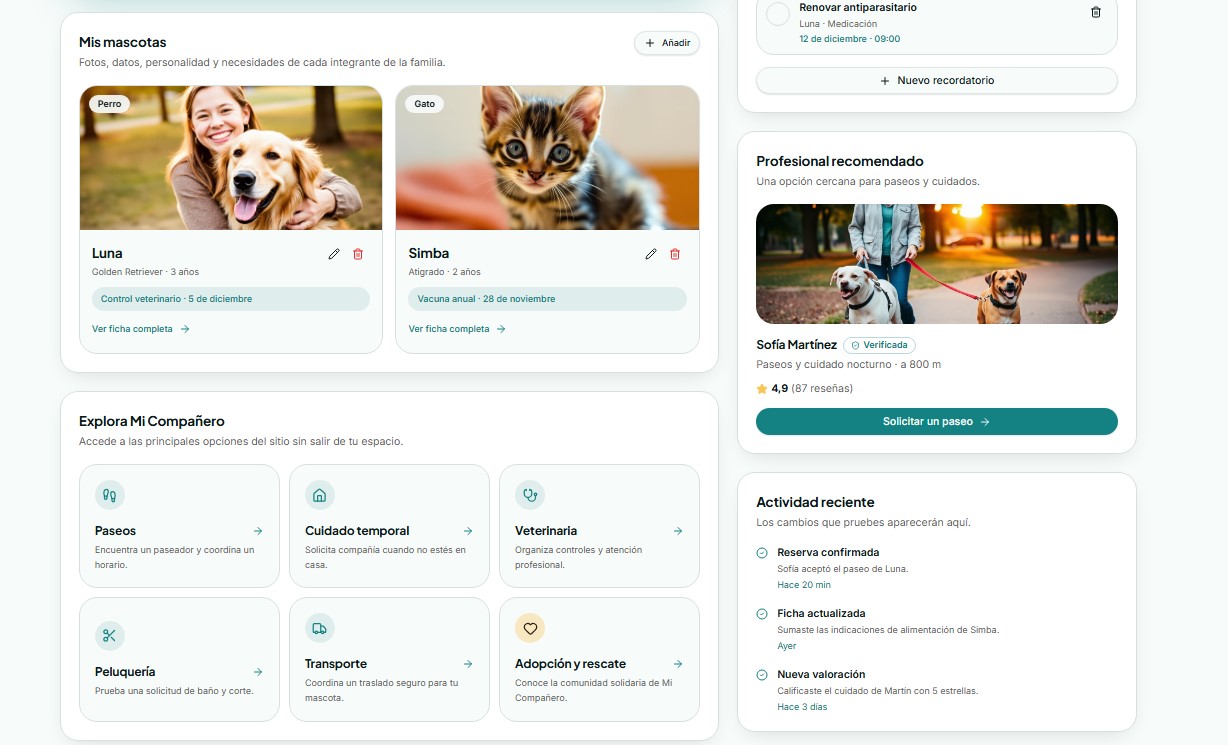 Mis mascotas
Añadir
Fotos, datos, personalidad y necesidades de cada integrante de la familia.
Perro
Luna
Golden Retriever · 3 años
Control veterinario · 5 de diciembre
Ver ficha completa
Gato
Simba
Atigrado · 2 años
Vacuna anual · 28 de noviembre
Ver ficha completa
Explora Mi Compañero
Accede a las principales opciones del sitio sin salir de tu espacio.
Paseos
Encuentra un paseador y coordina un
horario.
Cuidado temporal
Solicita compañía cuando no estés en
casa.
Veterinaria
Organiza controles y atención
profesional.
Peluquería
Prueba una solicitud de baño y corte.
Transporte
Coordina un traslado seguro para tu
mascota.
Adopción y rescate
Conoce la comunidad solidaria de Mi
Compañero.
Renovar antiparasitario
Luna · Medicación
12 de diciembre · 09:00
Nuevo recordatorio
Profesional recomendado
Una opción cercana para paseos y cuidados.
Sofía Martínez
Verificada
Paseos y cuidado nocturno · a 800 m
4,9 (87 reseñas)
Solicitar un paseo
Actividad reciente
Los cambios que pruebes aparecerán aquí.
Reserva confirmada
Sofía aceptó el paseo de Luna.
Hace 20 min
Ficha actualizada
Sumaste las indicaciones de alimentación de Simba.
Ayer
Nueva valoración
Calificaste el cuidado de Martín con 5 estrellas.
Hace 3 días